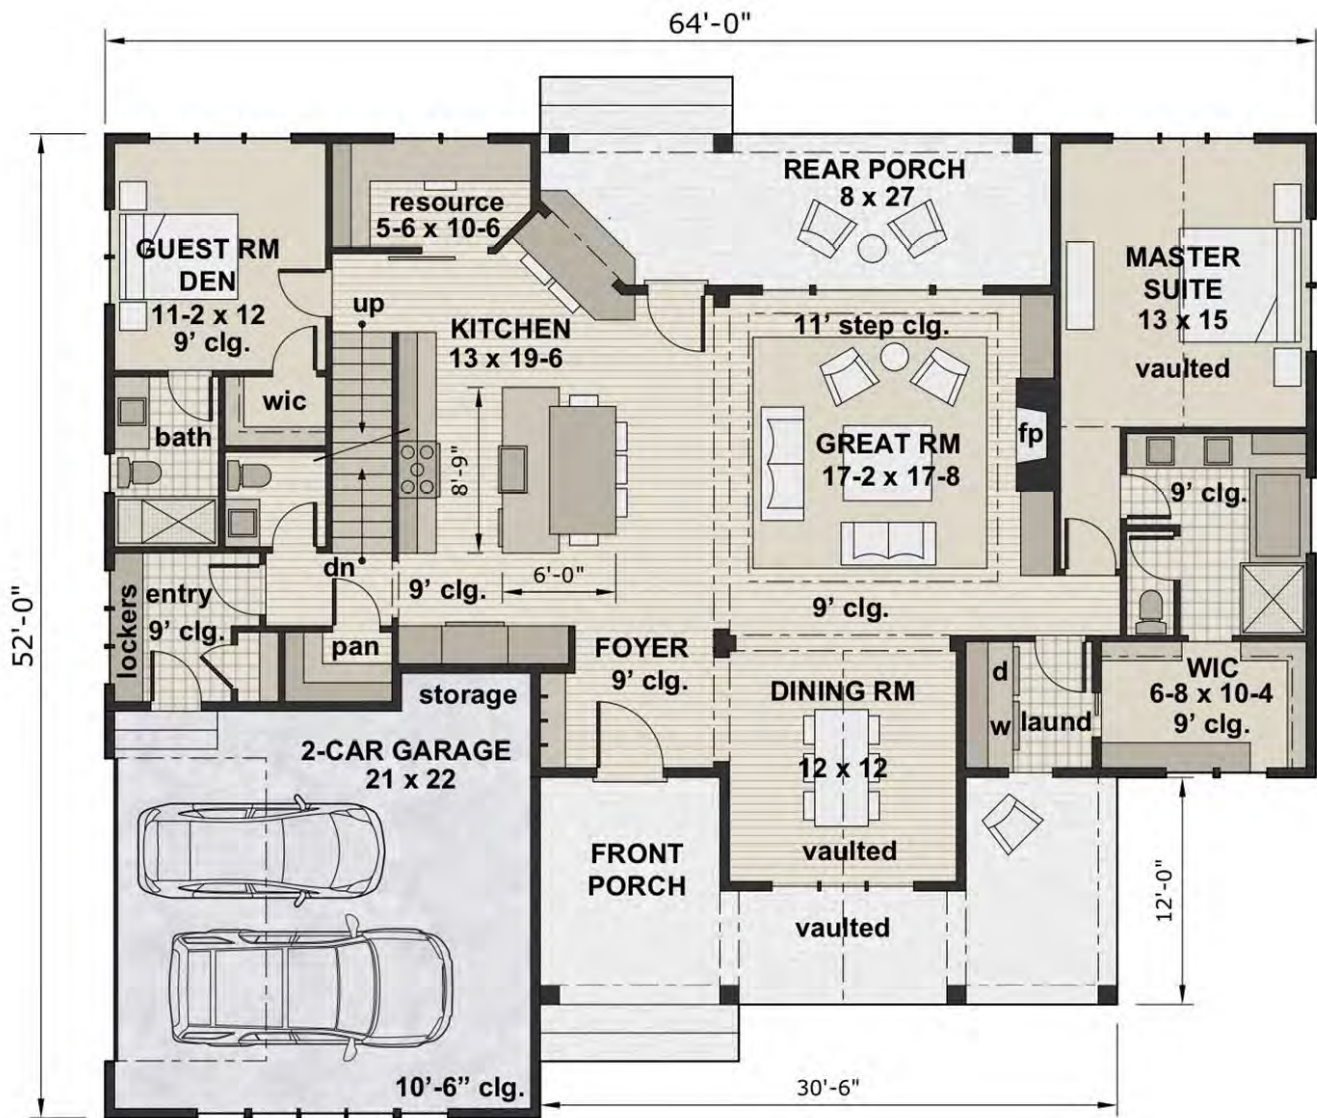 64'-0"
52'-0"
REAR PORCH
8 x 27
resource
5-6 x 10-6
GUEST RM
DEN
11-2 x 12
9’ clg.
up
KITCHEN
13 x 19-6
11’ step clg.
MASTER
SUITE
13 x 15
vaulted
wic
bath
8'-9"
GREAT RM
17-2 x 17-8
fp
9’ clg.
dn
9’ clg.
6'-0"
9’ clg.
lockers
entry
9’ clg.
pan
FOYER
9’ clg.
storage
DINING RM
12 x 12
vaulted
d
w
laund
WIC
6-8 x 10-4
9’ clg.
2-CAR GARAGE
21 x 22
FRONT
PORCH
vaulted
12'-0"
10’-6” clg.
30'-6"